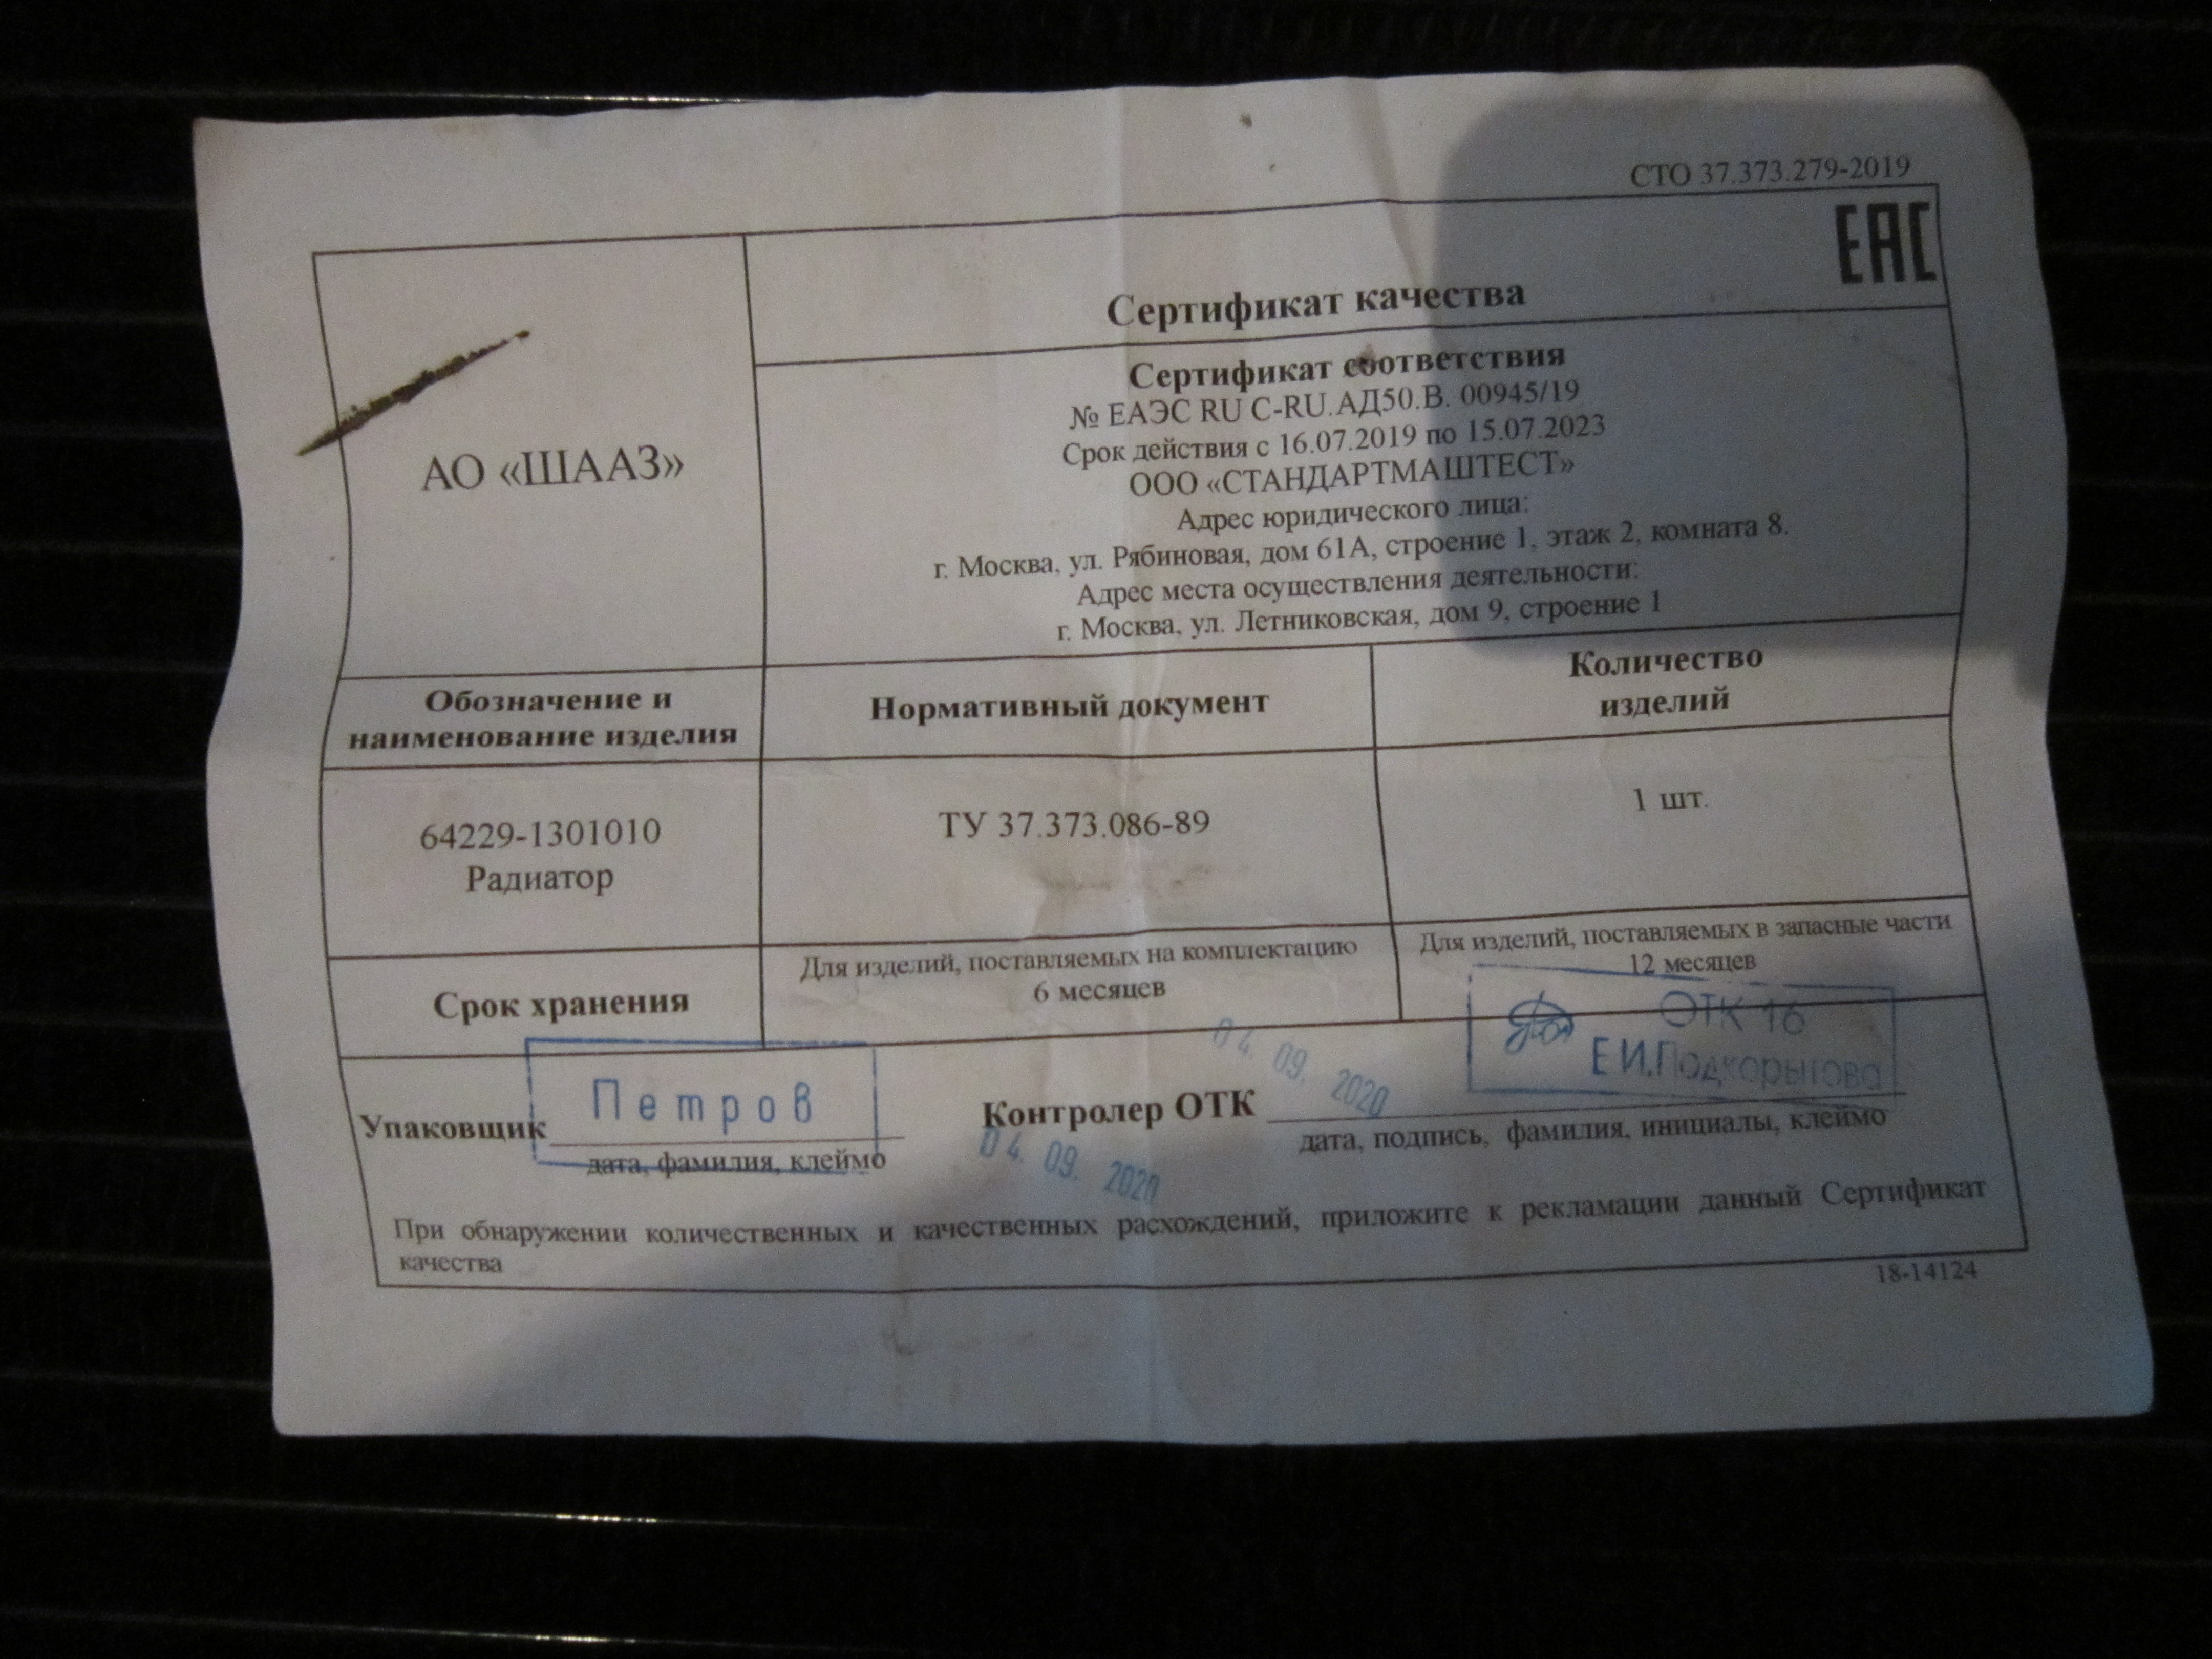 СТО 37.373.279-2019
ЕАС
Сертификат качества
АО «ШААЗ»
Сертификат соответствия
№ ЕАЭС RU C-RU.АД50.В. 00945/19
Срок действия с 16.07.2019 по 15.07.2023
ООО «СТАНДАРТМАШТЕСТ»
Адрес юридического лица:
г. Москва, ул. Рябиновая, дом 61А, строение 1, этаж 2, комната 8.
Адрес места осуществления деятельности:
г. Москва, ул. Летниковская, дом 9, строение 1
Обозначение и
наименование изделия
Нормативный документ
Количество
изделий
64229-1301010
Радиатор
ТУ 37.373.086-89
1 шт.
Срок хранения
Для изделий, поставляемых на комплектацию
6 месяцев
Для изделий, поставляемых в запасные части
12 месяцев
Упаковщик
Петров
дата, фамилия, клеймо
04. 09. 2020
Контролер ОТК
04. 09. 2020
ОТК 16
Е.И.Подкорытова
дата, подпись, фамилия, инициалы, клеймо
При обнаружении количественных и качественных расхождений, приложите к рекламации данный Сертификат
качества
18-14124